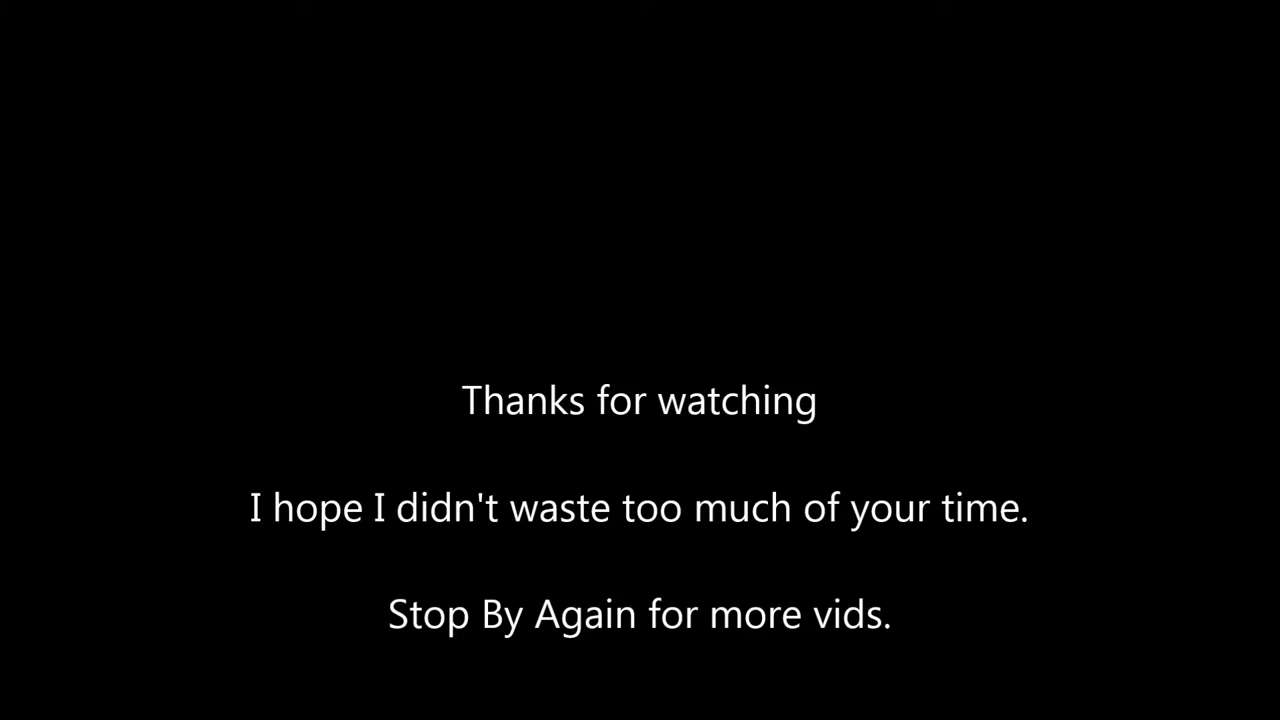 Thanks for watching
I hope I didn't waste too much of your time.
Stop By Again for more vids.